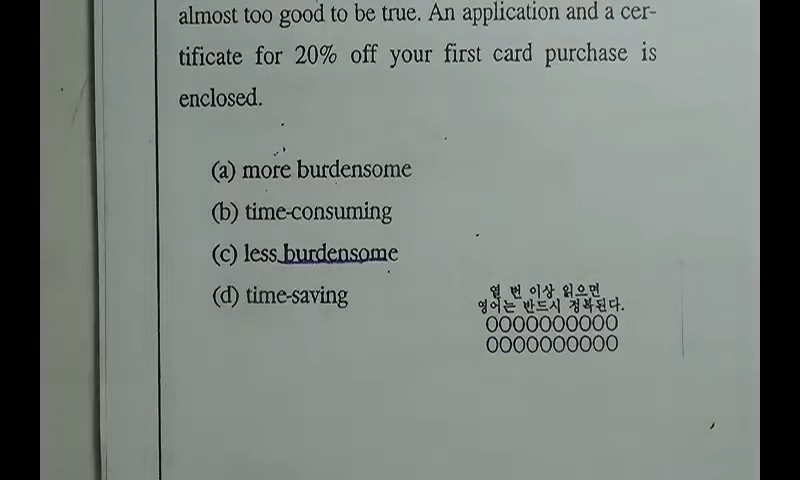 almost too good to be true. An application and a cer-
tificate for 20% off your first card purchase is
enclosed.
(a) more burdensome
(b) time-consuming
(c) less burdensome
(d) time-saving
열 번 이상 읽으면
영어는 반드시 정복된다.
OOOOOOOOOO
OOOOOOOOOO